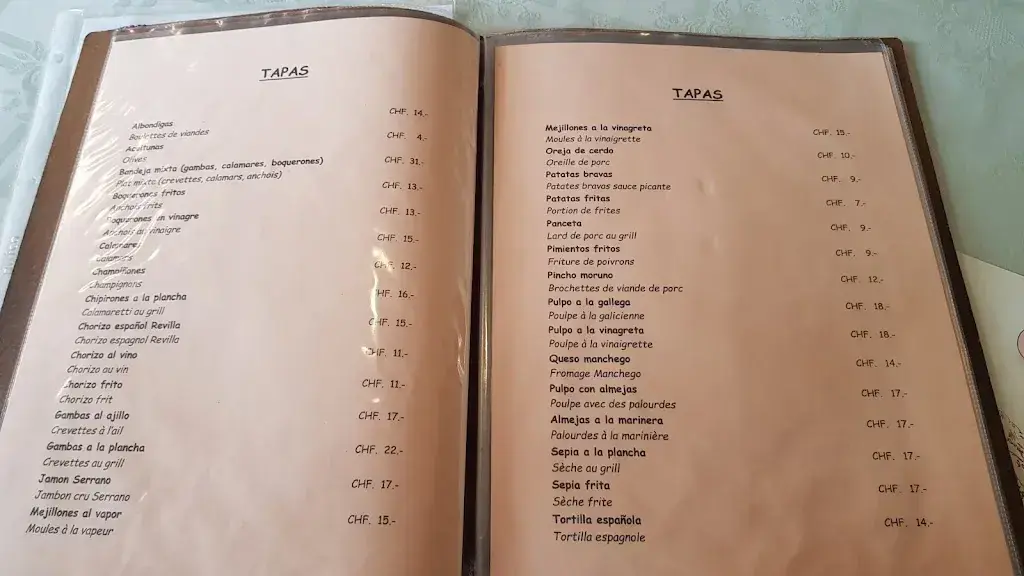 TAPAS
Albondigas CHF. 14.-
Boulettes de viandes
Aceitunas CHF. 4.-
Olives
Bandeja mixta (gambas, calamares, boquerones) CHF. 31.-
Plat mixte (crevettes, calamars, anchois)
Boquerones fritos CHF. 13.-
Anchois frits
Boquerones en vinagre CHF. 13.-
Anchois au vinaigre
Calamares CHF. 15.-
Calamars
Champiñones CHF. 12.-
Champignons
Chipirones a la plancha CHF. 16.-
Calamaretti au grill
Chorizo español Revilla CHF. 15.-
Chorizo espagnol Revilla
Chorizo al vino CHF. 11.-
Chorizo au vin
Chorizo frito CHF. 11.-
Chorizo frit
Gambas al ajillo CHF. 17.-
Crevettes à l'ail
Gambas a la plancha CHF. 22.-
Crevettes au grill
Jamon Serrano CHF. 17.-
Jambon cru Serrano
Mejillones al vapor CHF. 15.-
Moules à la vapeur
TAPAS
Mejillones a la vinagreta CHF. 15.-
Moules à la vinaigrette
Oreja de cerdo CHF. 10.-
Oreille de porc
Patatas bravas CHF. 9.-
Patates bravas sauce picante
Patatas fritas CHF. 7.-
Portion de frites
Panceta CHF. 9.-
Lard de porc au grill
Pimientos fritos CHF. 9.-
Friture de poivrons
Pincho moruno CHF. 12.-
Brochettes de viande de porc
Pulpo a la gallega CHF. 18.-
Poulpe à la galicienne
Pulpo a la vinagreta CHF. 18.-
Poulpe à la vinaigrette
Queso manchego CHF. 14.-
Fromage Manchego
Pulpo con almejas CHF. 17.-
Poulpe avec des palourdes
Almejas a la marinera CHF. 17.-
Palourdes à la marinière
Sepia a la plancha CHF. 17.-
Sèche au grill
Sepia frita CHF. 17.-
Sèche frite
Tortilla española CHF. 14.-
Tortilla espagnole